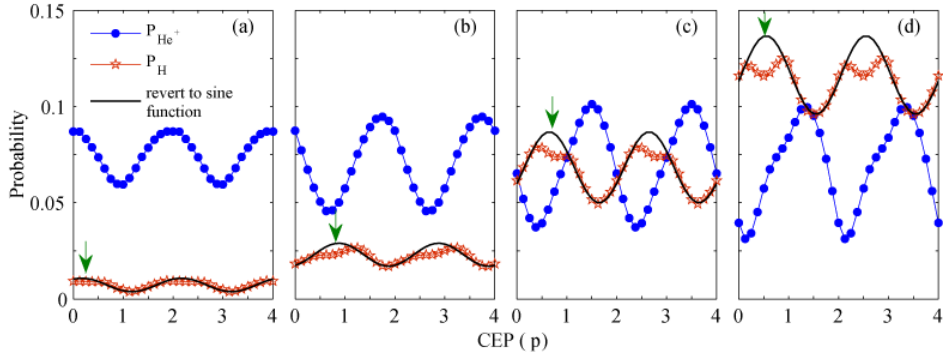 (a)
(b)
(c)
(d)
P_He+
P_H
revert to sine
function
Probability
0.15
0.1
0.05
0
0 1 2 3 4
0 1 2 3 4
0 1 2 3 4
0 1 2 3 4
CEP ( p)